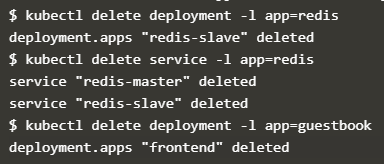 $ kubectl delete deployment -l app=redis
deployment.apps "redis-slave" deleted
$ kubectl delete service -l app=redis
service "redis-master" deleted
service "redis-slave" deleted
$ kubectl delete deployment -l app=guestbook
deployment.apps "frontend" deleted